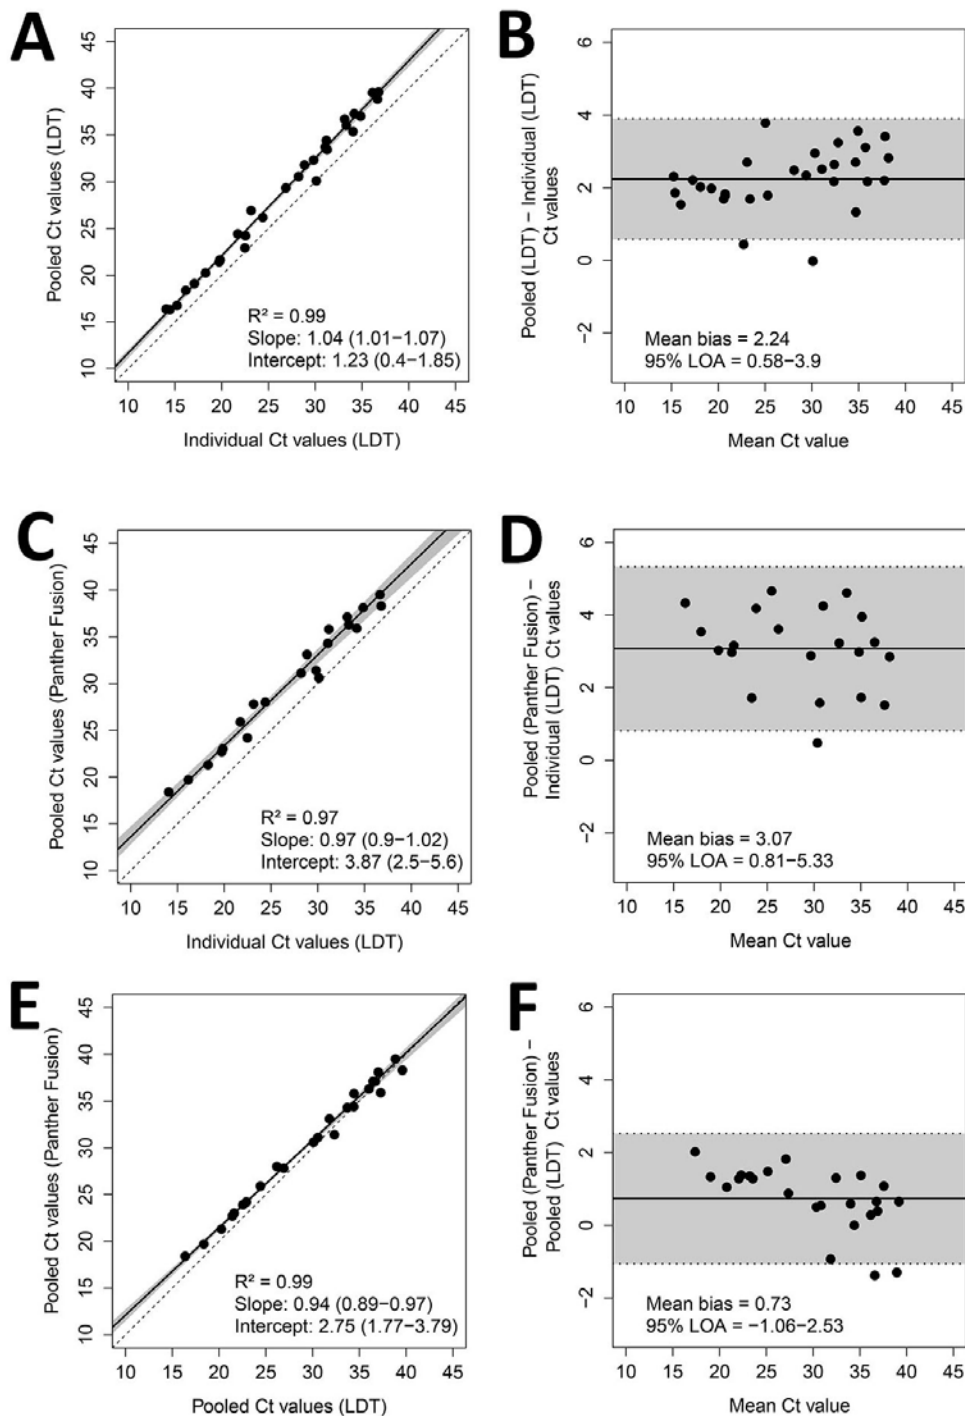 A
Pooled Ct values (LDT)
45
40
35
30
25
20
15
10
R² = 0.99
Slope: 1.04 (1.01−1.07)
Intercept: 1.23 (0.4−1.85)
10 15 20 25 30 35 40 45
Individual Ct values (LDT)
B
Pooled (LDT) − Individual (LDT)
Ct values
6
4
2
0
−2
Mean bias = 2.24
95% LOA = 0.58−3.9
10 15 20 25 30 35 40 45
Mean Ct value
C
Pooled Ct values (Panther Fusion)
45
40
35
30
25
20
15
10
R² = 0.97
Slope: 0.97 (0.9−1.02)
Intercept: 3.87 (2.5−5.6)
10 15 20 25 30 35 40 45
Individual Ct values (LDT)
D
Pooled (Panther Fusion) −
Individual (LDT) Ct values
6
4
2
0
−2
Mean bias = 3.07
95% LOA = 0.81−5.33
10 15 20 25 30 35 40 45
Mean Ct value
E
Pooled Ct values (Panther Fusion)
45
40
35
30
25
20
15
10
R² = 0.99
Slope: 0.94 (0.89−0.97)
Intercept: 2.75 (1.77−3.79)
10 15 20 25 30 35 40 45
Pooled Ct values (LDT)
F
Pooled (Panther Fusion) −
Pooled (LDT) Ct values
6
4
2
0
−2
Mean bias = 0.73
95% LOA = −1.06−2.53
10 15 20 25 30 35 40 45
Mean Ct value